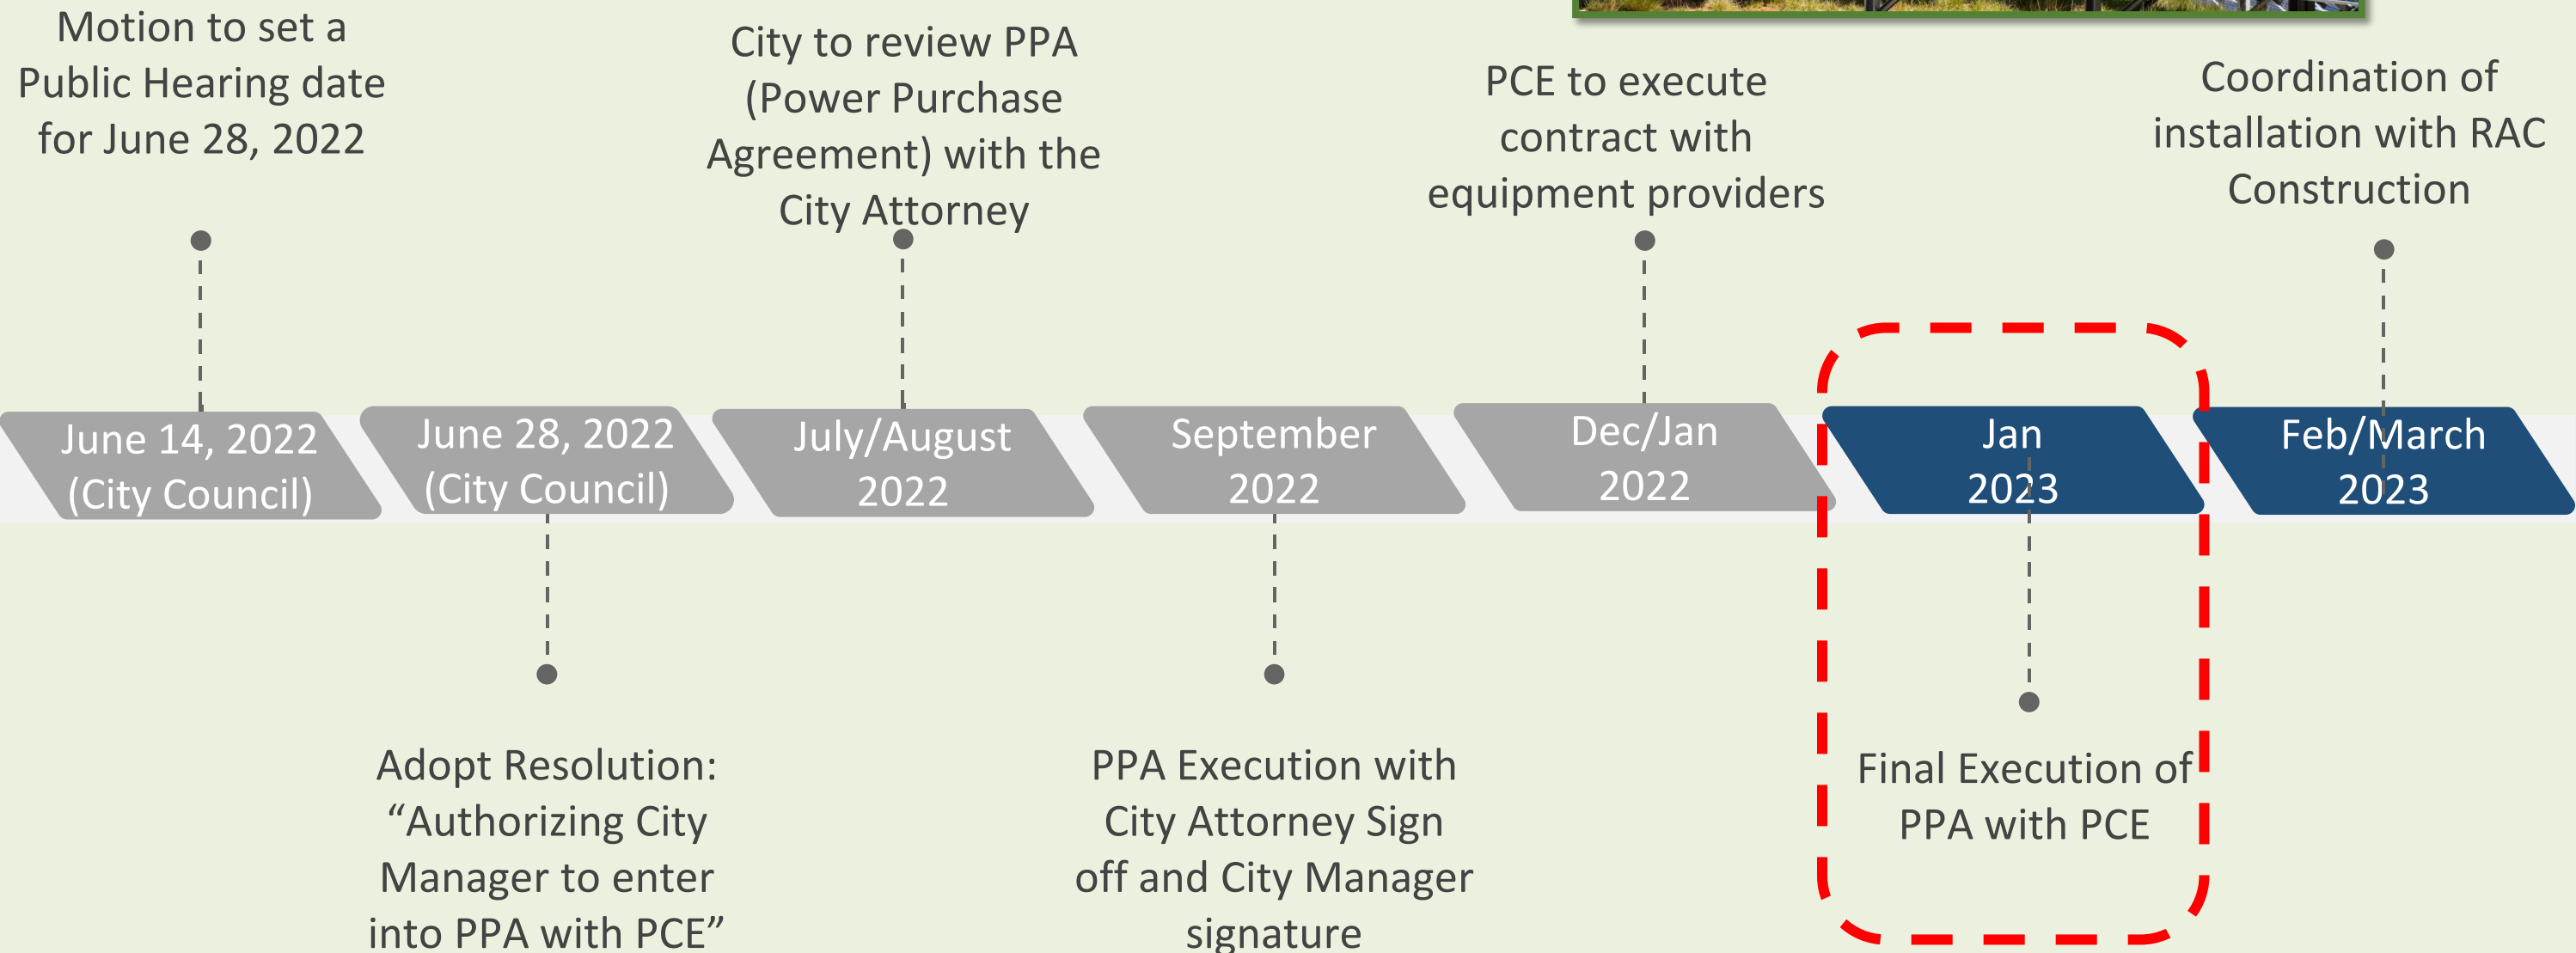 Motion to set a
Public Hearing date
for June 28, 2022
City to review PPA
(Power Purchase
Agreement) with the
City Attorney
PCE to execute
contract with
equipment providers
Coordination of
installation with RAC
Construction
June 14, 2022
(City Council)
June 28, 2022
(City Council)
July/August
2022
September
2022
Dec/Jan
2022
Jan
2023
Feb/March
2023
Adopt Resolution:
“Authorizing City
Manager to enter
into PPA with PCE”
PPA Execution with
City Attorney Sign
off and City Manager
signature
Final Execution of
PPA with PCE